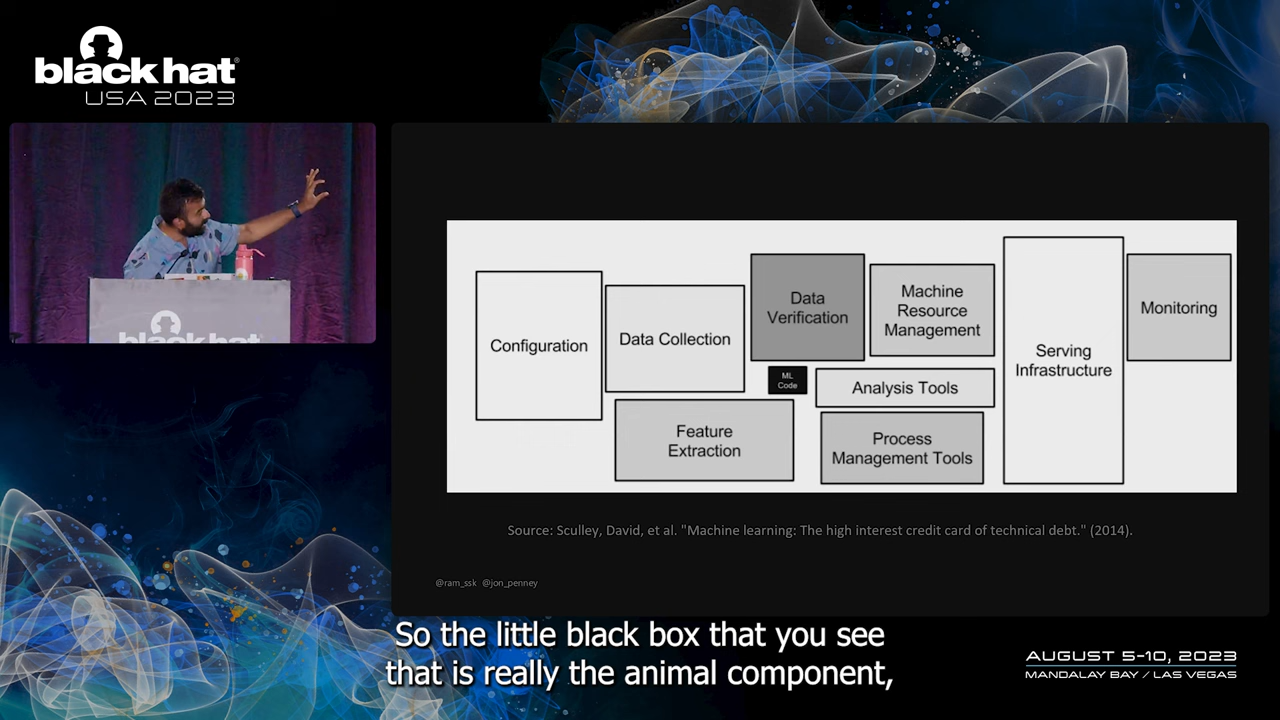 black hat®
USA 2023
black hat
Configuration
Data Collection
Data
Verification
Machine
Resource
Management
Serving
Infrastructure
Monitoring
ML
Code
Analysis Tools
Feature
Extraction
Process
Management Tools
Source: Sculley, David, et al. "Machine learning: The high interest credit card of technical debt." (2014).
@ram_ssk @jon_penney
So the little black box that you see
that is really the animal component,
AUGUST 5-10, 2023
MANDALAY BAY / LAS VEGAS